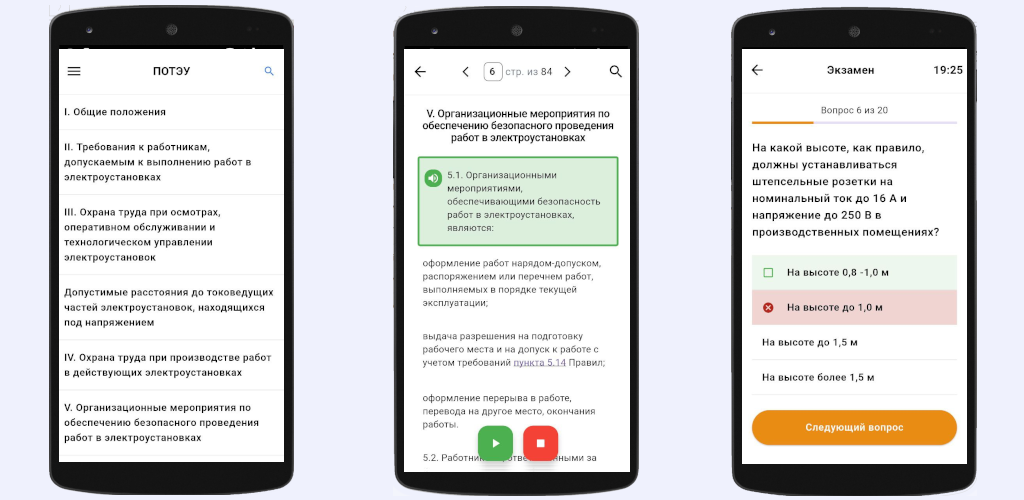 ПОТЭУ
I. Общие положения
II. Требования к работникам,
допускаемым к выполнению работ в
электроустановках
III. Охрана труда при осмотрах,
оперативном обслуживании и
технологическом управлении
электроустановок
Допустимые расстояния до токоведущих
частей электроустановок, находящихся
под напряжением
IV. Охрана труда при производстве работ
в действующих электроустановках
V. Организационные мероприятия по
обеспечению безопасного проведения
работ в электроустановках
6 стр. из 84
V. Организационные мероприятия по
обеспечению безопасного проведения
работ в электроустановках
5.1. Организационными
мероприятиями,
обеспечивающими безопасность
работ в электроустановках,
являются:
оформление работ нарядом-допуском,
распоряжением или перечнем работ,
выполняемых в порядке текущей
эксплуатации;
выдача разрешения на подготовку
рабочего места и на допуск к работе с
учетом требований пункта 5.14 Правил;
оформление перерыва в работе,
перевода на другое место, окончания
работы.
5.2. за
Экзамен 19:25
Вопрос 6 из 20
На какой высоте, как правило,
должны устанавливаться
штепсельные розетки на
номинальный ток до 16 А и
напряжение до 250 В в
производственных помещениях?
На высоте 0,8 -1,0 м
На высоте до 1,0 м
На высоте до 1,5 м
На высоте более 1,5 м
Следующий вопрос